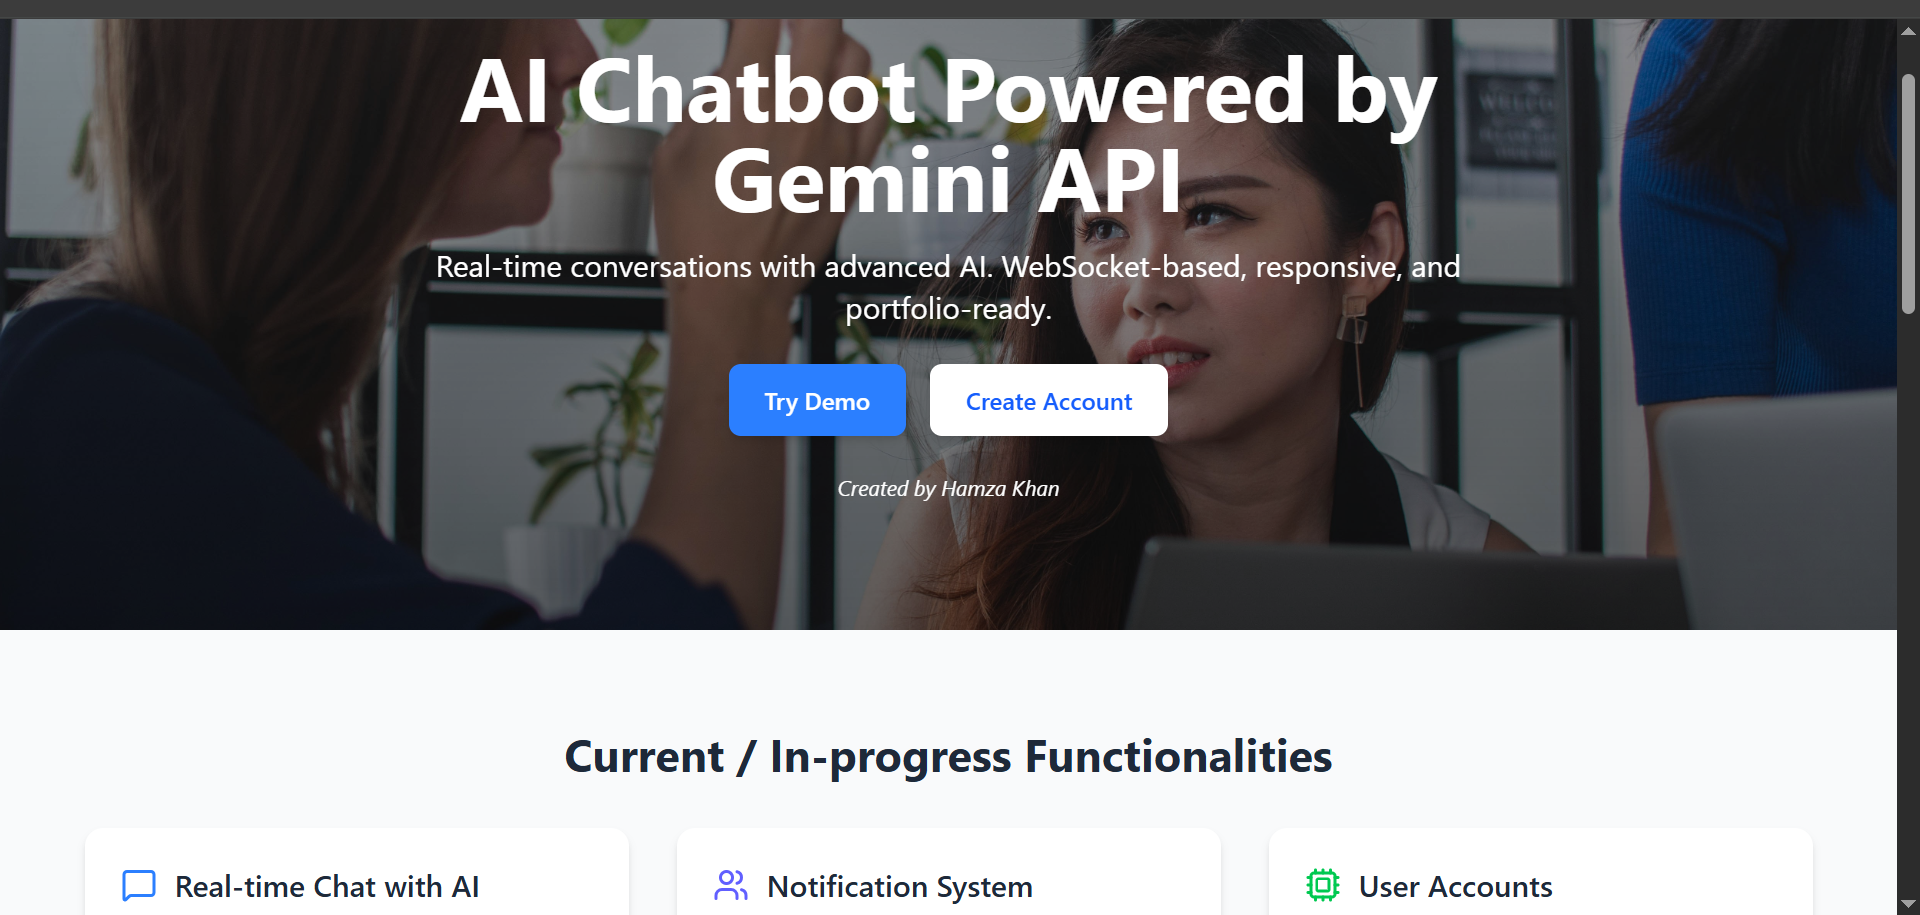 AI Chatbot Powered by
Gemini API
Real-time conversations with advanced AI. WebSocket-based, responsive, and
portfolio-ready.
Try Demo
Create Account
Created by Hamza Khan
Current / In-progress Functionalities
Real-time Chat with AI
Notification System
User Accounts